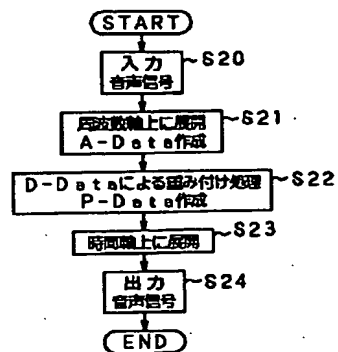 START
入力
音声信号
S20
周波数軸上に展開
A-Data作成
S21
D-Dataによる重み付け処理
P-Data作成
S22
時間軸上に展開
S23
出力
音声信号
S24
END